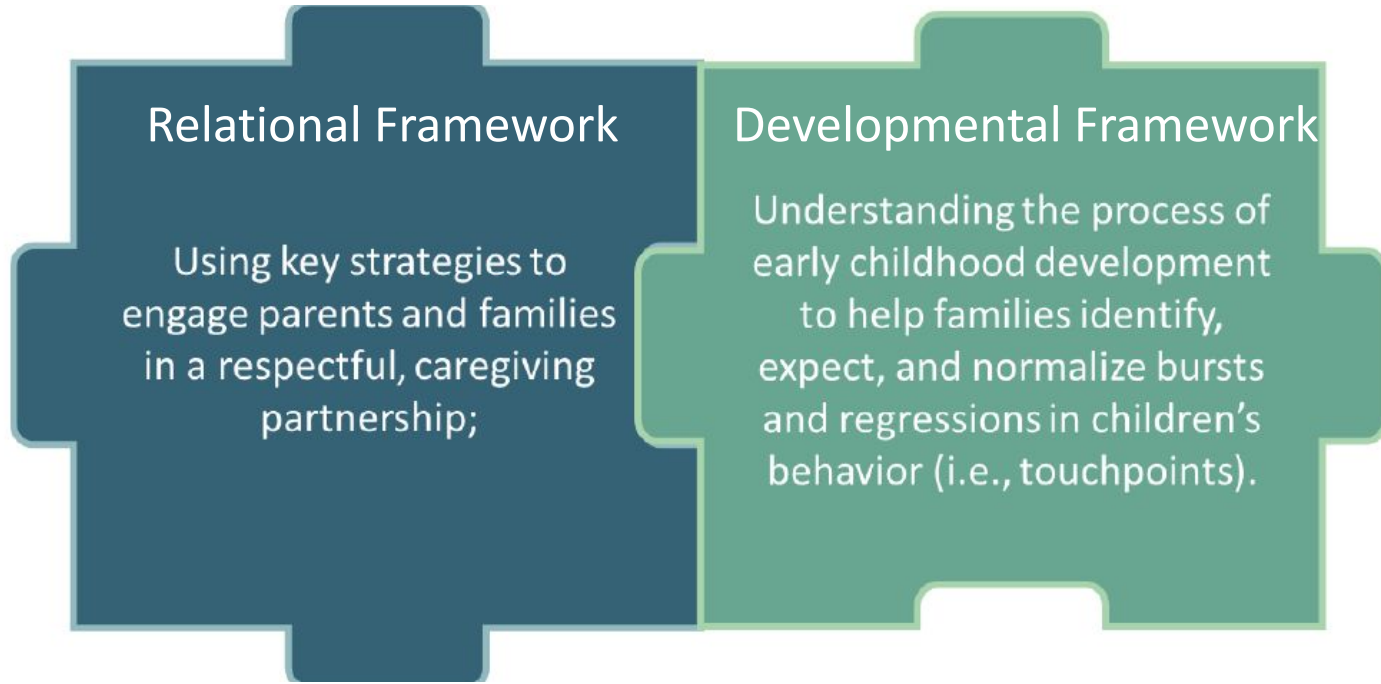 Relational Framework
Using key strategies to
engage parents and families
in a respectful, caregiving
partnership;
Developmental Framework
Understanding the process of
early childhood development
to help families identify,
expect, and normalize bursts
and regressions in children’s
behavior (i.e., touchpoints).